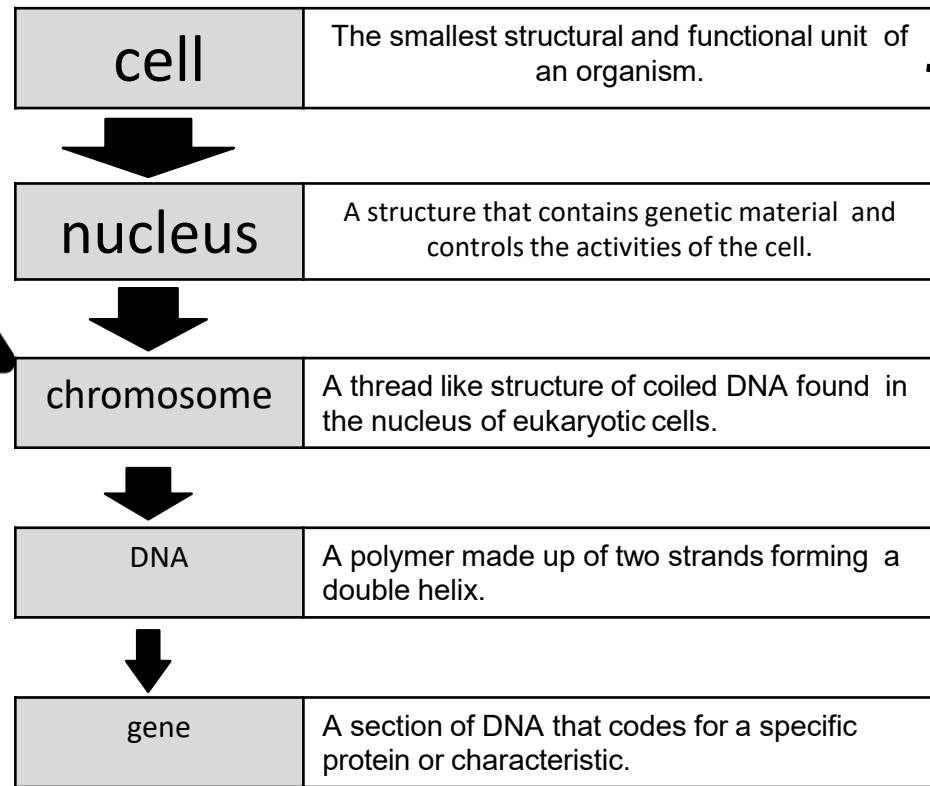 cell
The smallest structural and functional unit of
an organism.
nucleus
A structure that contains genetic material and
controls the activities of the cell.
chromosome
A thread like structure of coiled DNA found in
the nucleus of eukaryotic cells.
DNA
A polymer made up of two strands forming a
double helix.
gene
A section of DNA that codes for a specific
protein or characteristic.